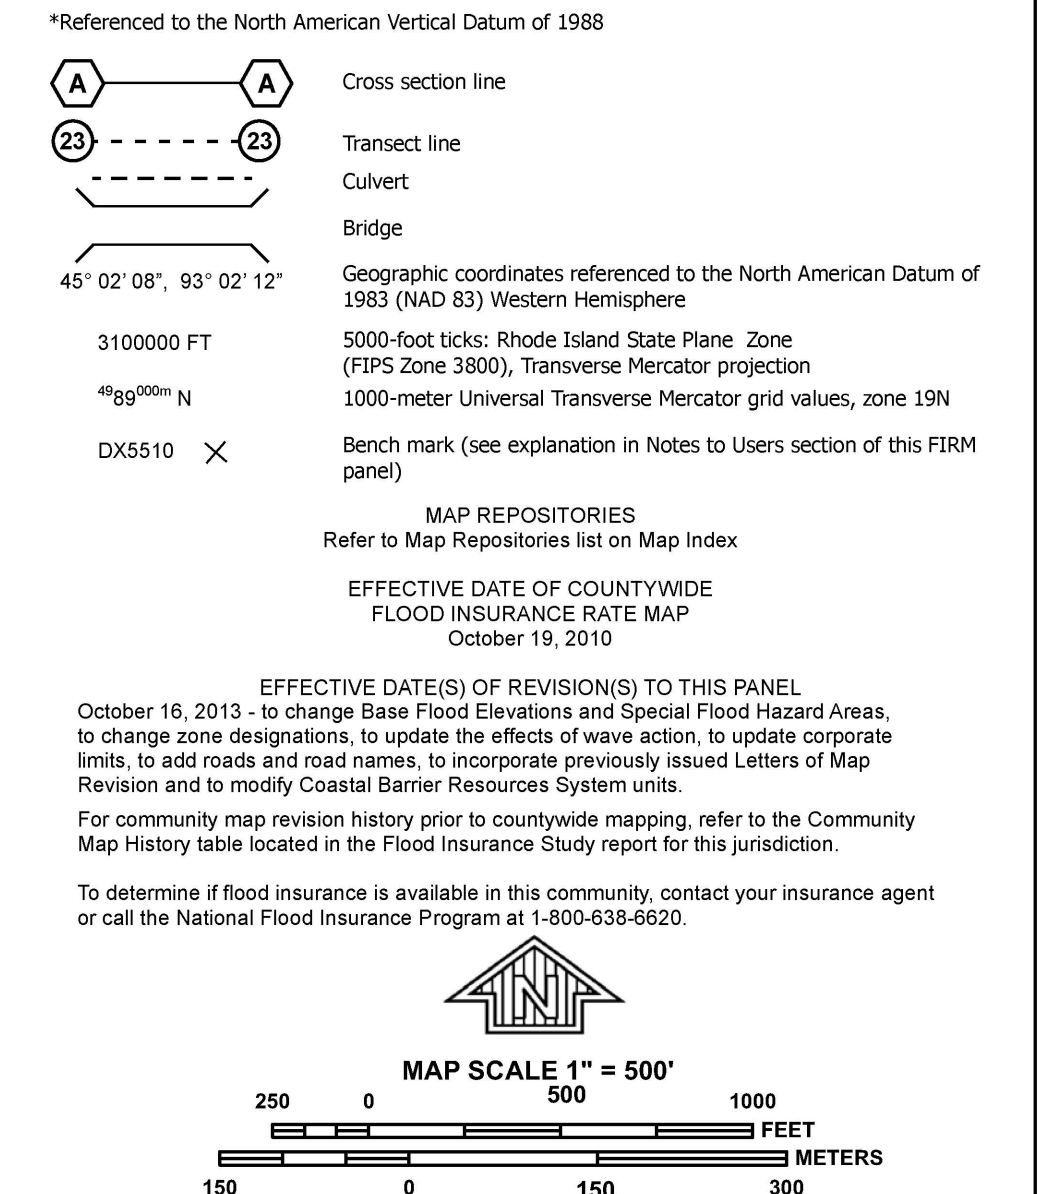 *Referenced to the North American Vertical Datum of 1988
A A Cross section line
23 23 Transect line
Culvert
Bridge
45° 02’ 08”, 93° 02’ 12” Geographic coordinates referenced to the North American Datum of
1983 (NAD 83) Western Hemisphere
3100000 FT 5000-foot ticks: Rhode Island State Plane Zone
(FIPS Zone 3800), Transverse Mercator projection
4989000m N 1000-meter Universal Transverse Mercator grid values, zone 19N
DX5510 Bench mark (see explanation in Notes to Users section of this FIRM
panel)
MAP REPOSITORIES
Refer to Map Repositories list on Map Index
EFFECTIVE DATE OF COUNTYWIDE
FLOOD INSURANCE RATE MAP
October 19, 2010
EFFECTIVE DATE(S) OF REVISION(S) TO THIS PANEL
October 16, 2013 - to change Base Flood Elevations and Special Flood Hazard Areas,
to change zone designations, to update the effects of wave action, to update corporate
limits, to add roads and road names, to incorporate previously issued Letters of Map
Revision and to modify Coastal Barrier Resources System units.
For community map revision history prior to countywide mapping, refer to the Community
Map History table located in the Flood Insurance Study report for this jurisdiction.
To determine if flood insurance is available in this community, contact your insurance agent
or call the National Flood Insurance Program at 1-800-638-6620.
N
MAP SCALE 1" = 500'
250 0 500 1000
FEET
METERS
150 0 150 300